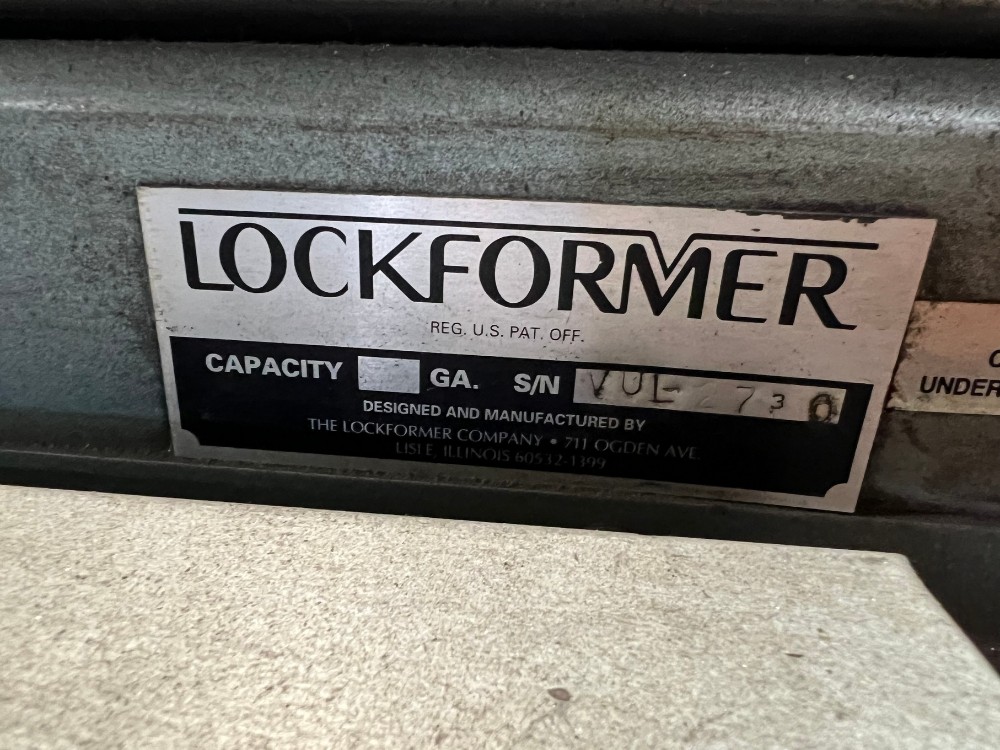 LOCKFORMER
REG. U.S. PAT. OFF.
CAPACITY GA. S/N VUL-2730
DESIGNED AND MANUFACTURED BY
THE LOCKFORMER COMPANY • 711 OGDEN AVE.
LISLE, ILLINOIS 60532-1399
UNDER